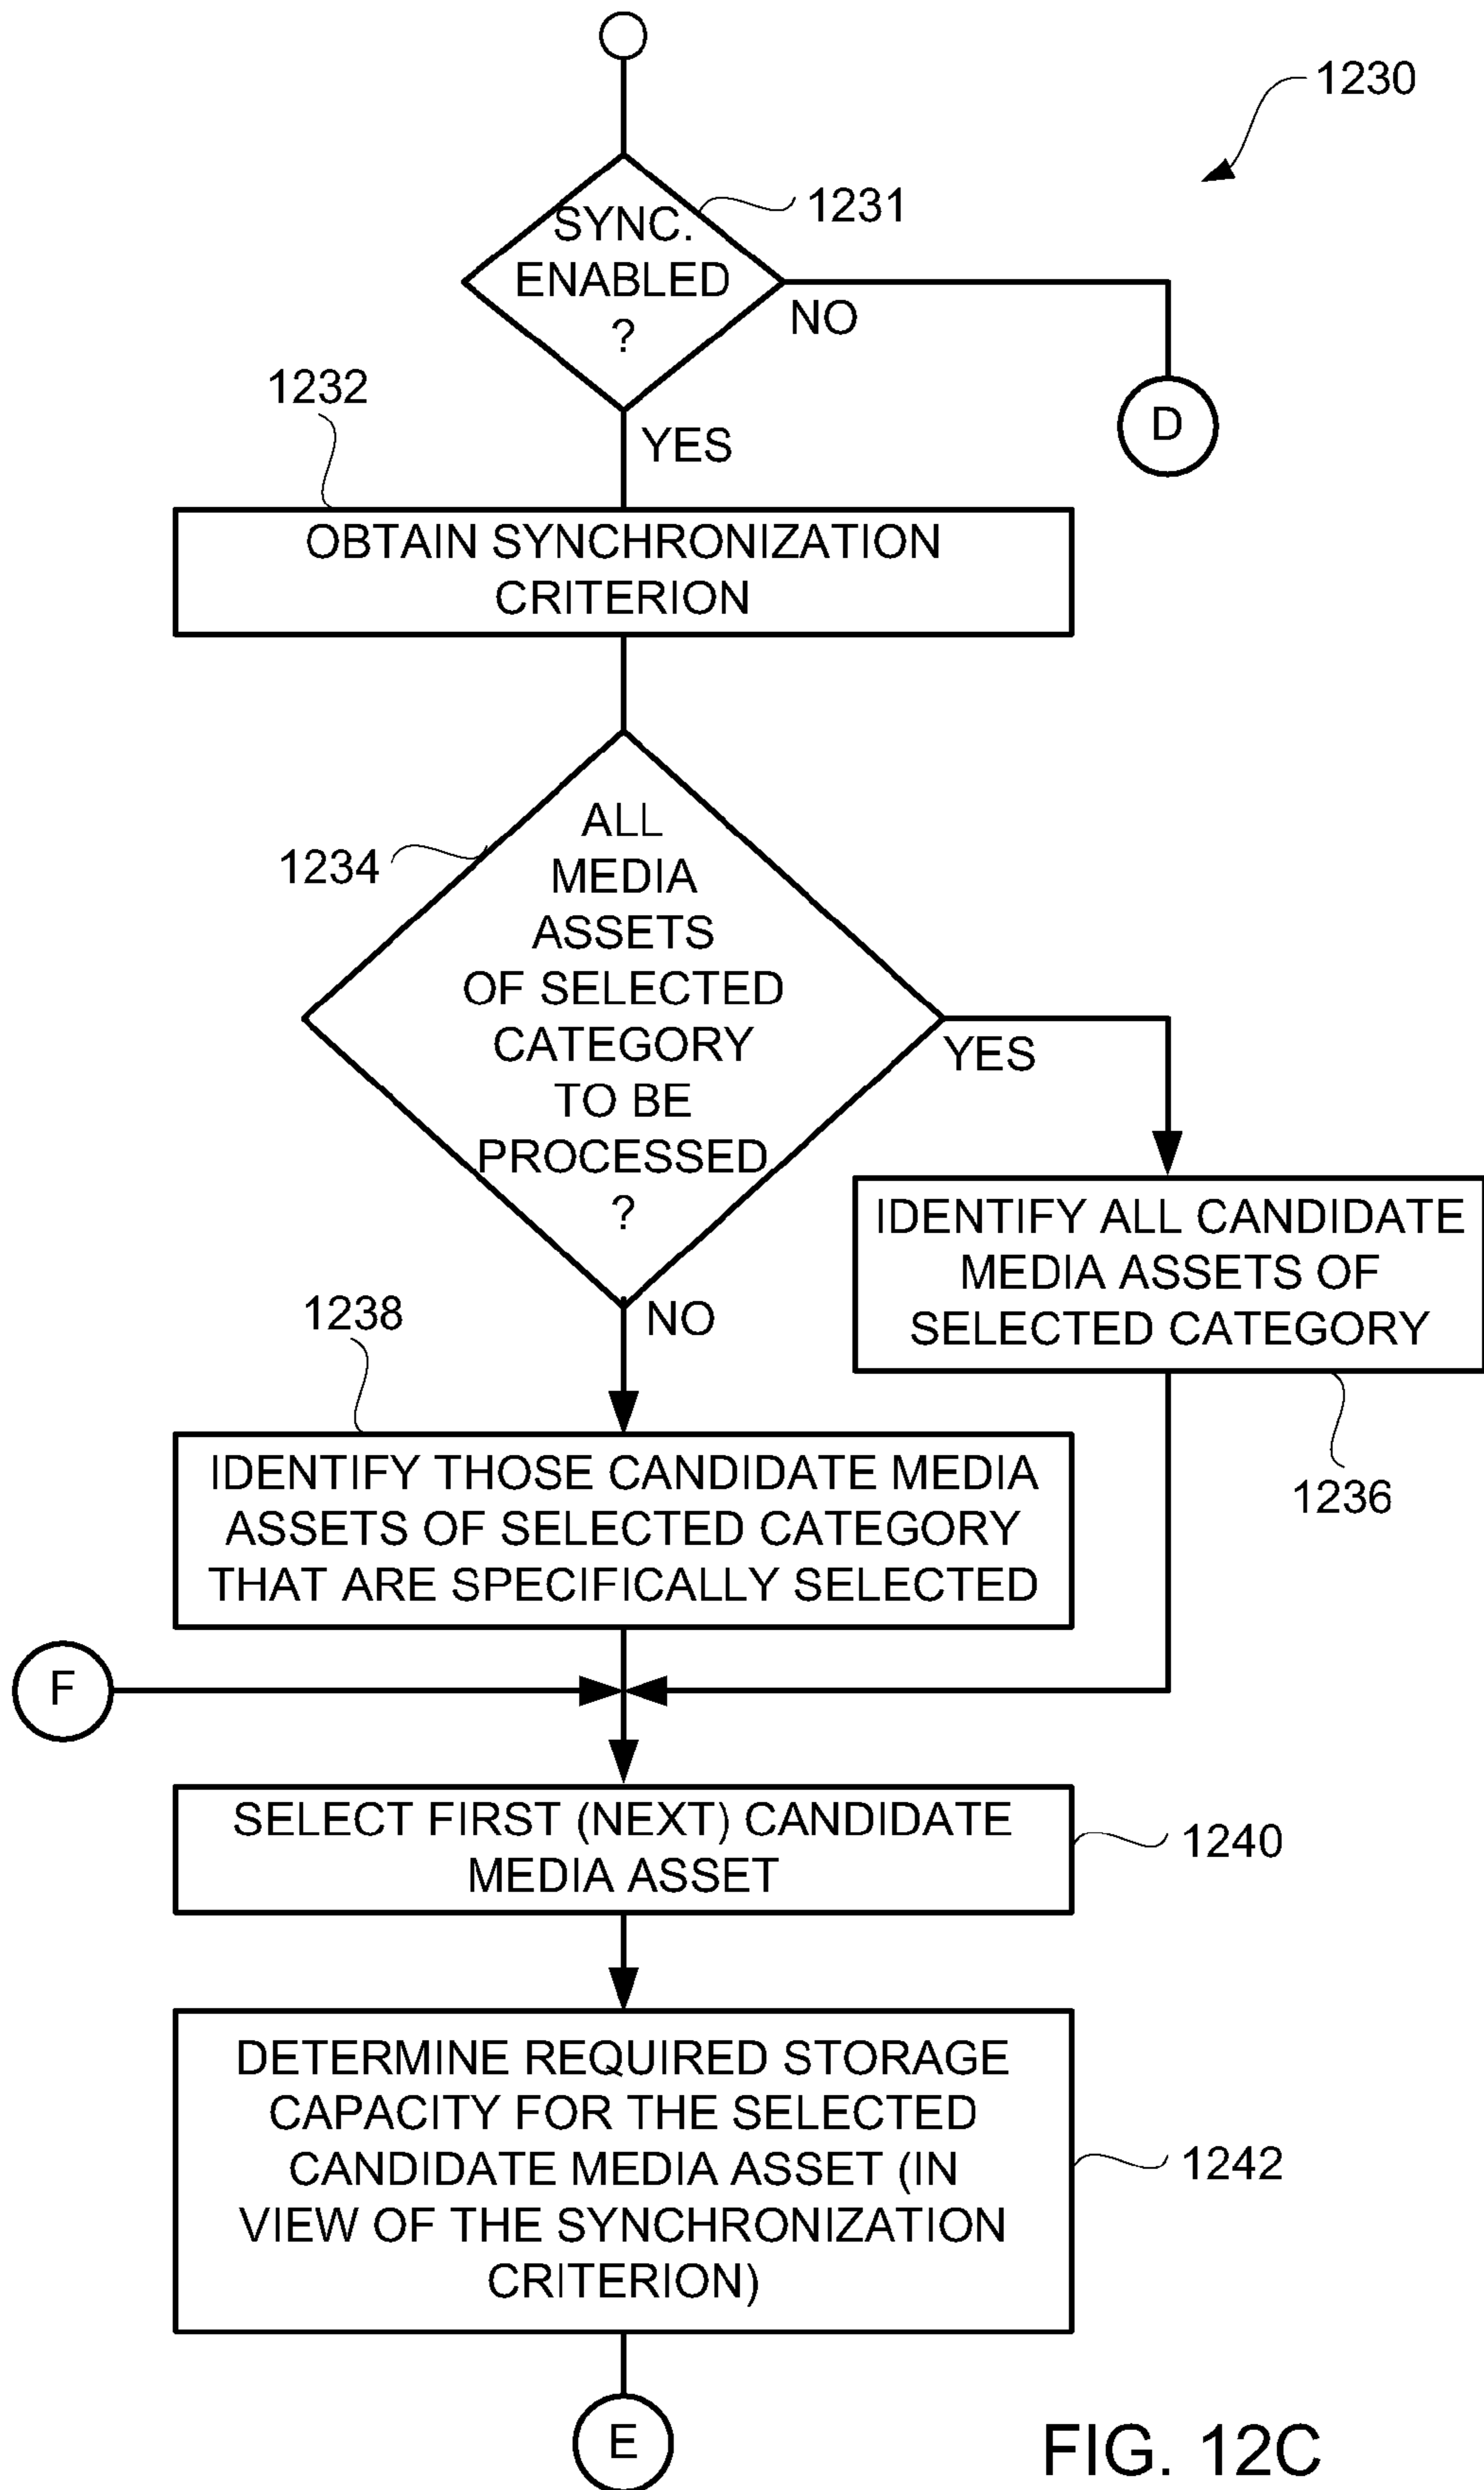 1230
1231
SYNC.
ENABLED
?
NO
D
1232
YES
OBTAIN SYNCHRONIZATION
CRITERION
1234
ALL
MEDIA
ASSETS
OF SELECTED
CATEGORY
TO BE
PROCESSED
?
YES
NO
IDENTIFY ALL CANDIDATE
MEDIA ASSETS OF
SELECTED CATEGORY
1236
1238
IDENTIFY THOSE CANDIDATE MEDIA
ASSETS OF SELECTED CATEGORY
THAT ARE SPECIFICALLY SELECTED
F
SELECT FIRST (NEXT) CANDIDATE
MEDIA ASSET
1240
DETERMINE REQUIRED STORAGE
CAPACITY FOR THE SELECTED
CANDIDATE MEDIA ASSET (IN
VIEW OF THE SYNCHRONIZATION
CRITERION)
1242
E
FIG. 12C